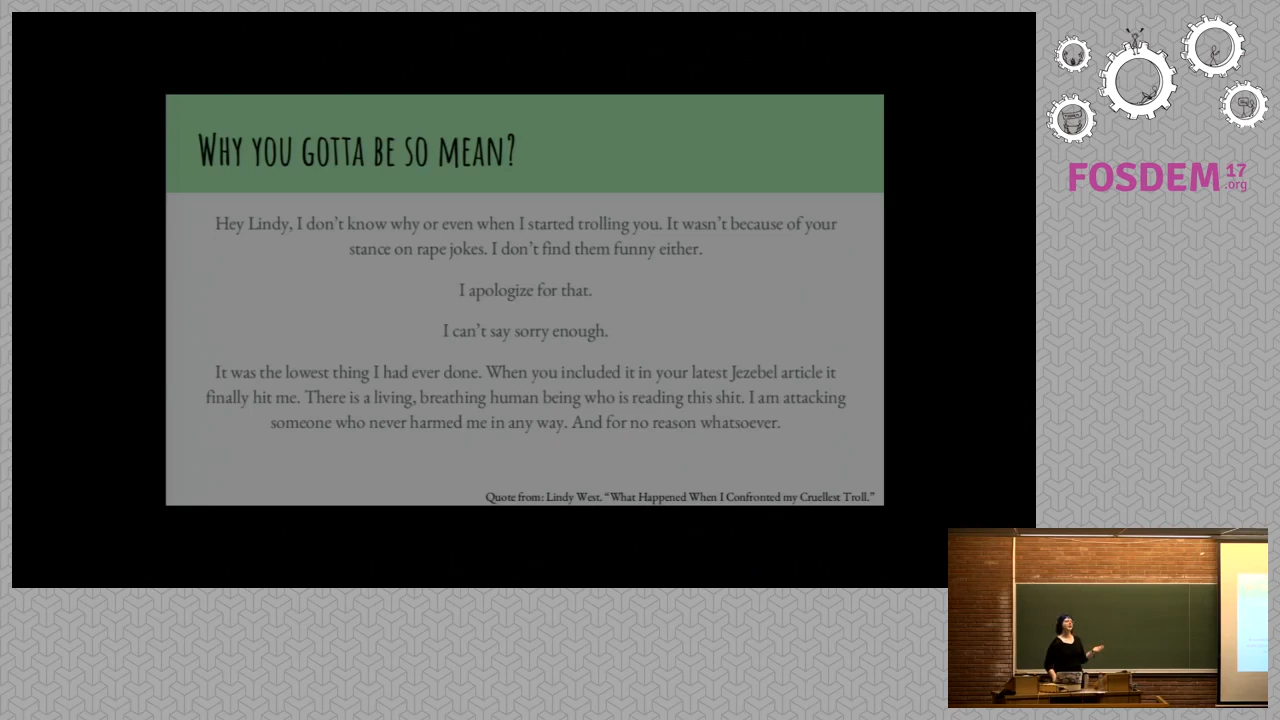 WHY YOU GOTTA BE SO MEAN?
Hey Lindy, I don't know why or even when I started trolling you. It wasn't because of your
stance on rape jokes. I don't find them funny either.
I apologize for that.
I can't say sorry enough.
It was the lowest thing I had ever done. When you included it in your latest Jezebel article it
finally hit me. There is a living, breathing human being who is reading this shit. I am attacking
someone who never harmed me in any way. And for no reason whatsoever.
Quote from: Lindy West. “What Happened When I Confronted my Cruellest Troll.”
FOSDEM 17
.org